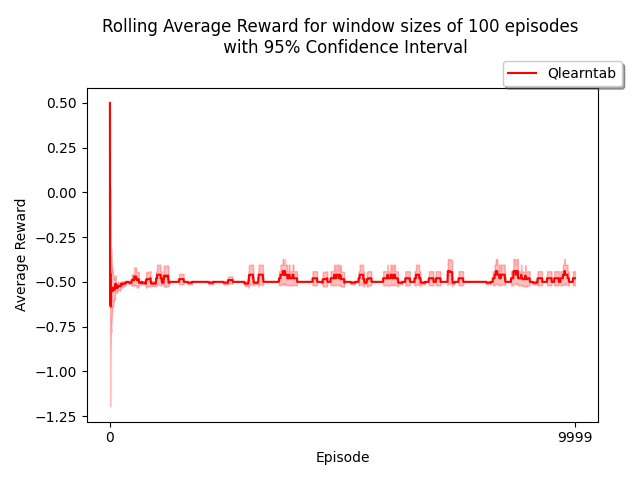 Rolling Average Reward for window sizes of 100 episodes
with 95% Confidence Interval
Qlearntab
0.50
0.25
0.00
−0.25
−0.50
−0.75
−1.00
−1.25
Average Reward
0
9999
Episode